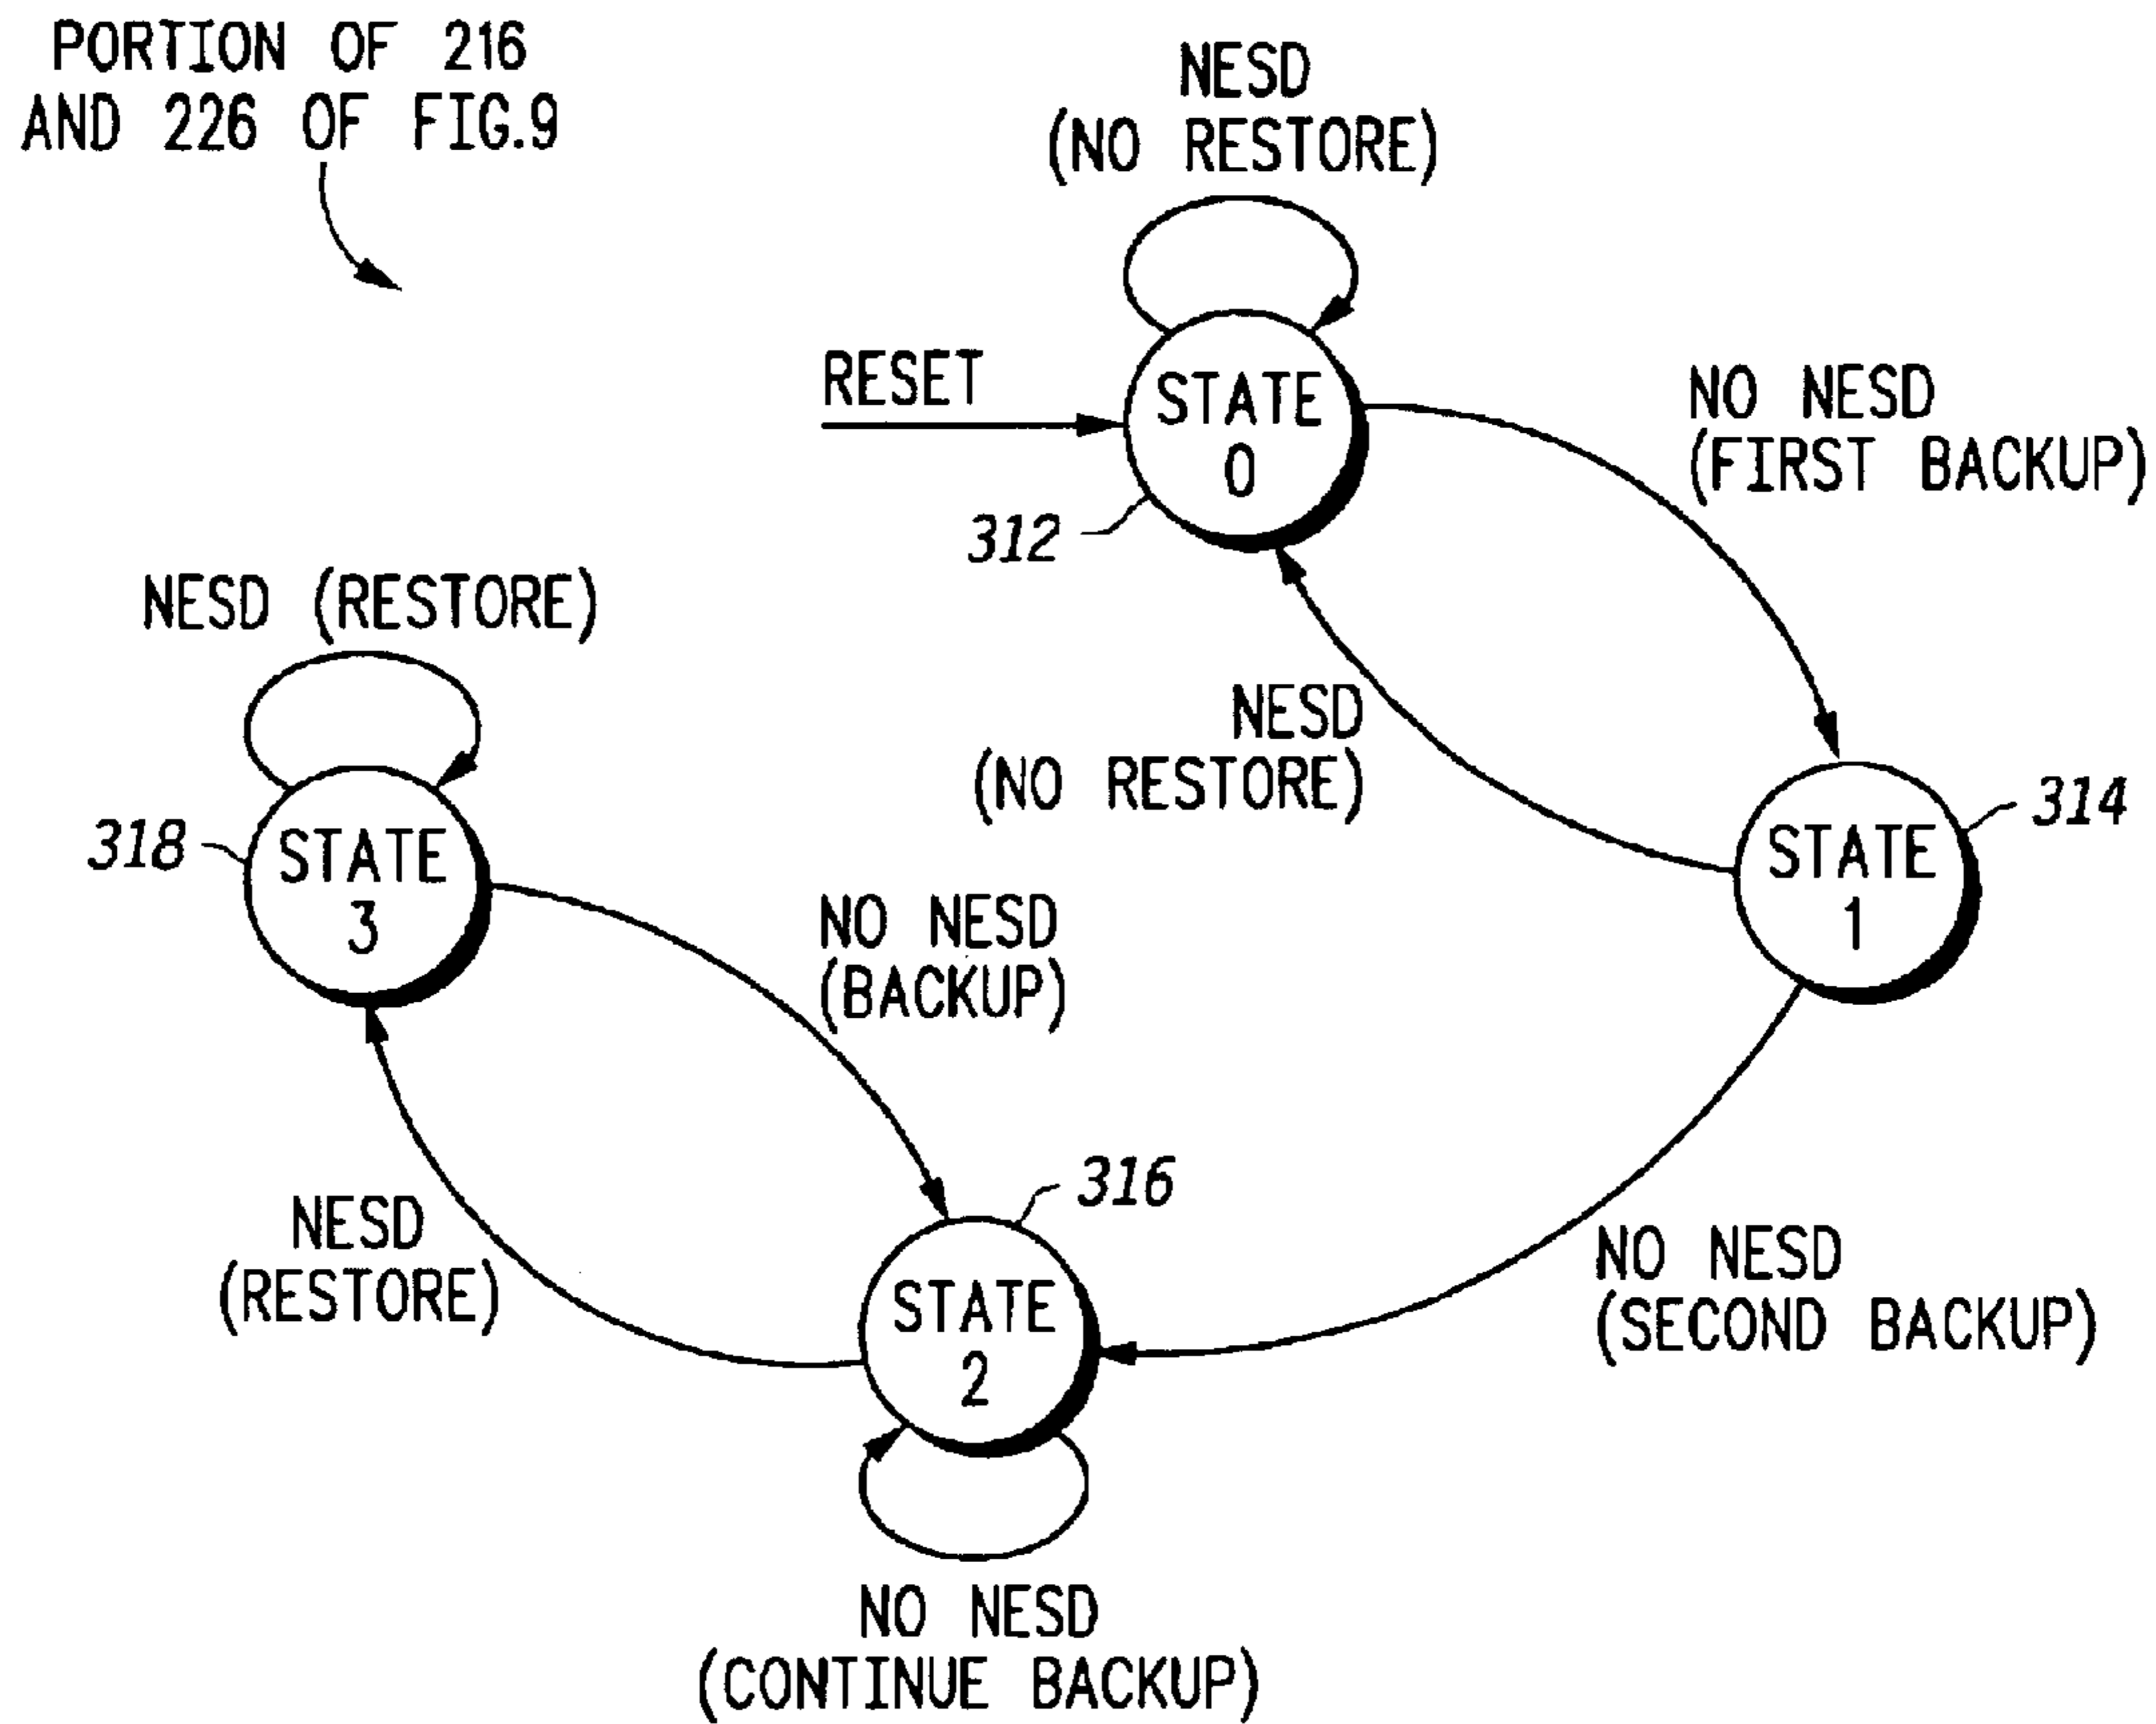 PORTION OF 216
AND 226 OF FIG.9
NESD
(NO RESTORE)
RESET
STATE
0
312
NO NESD
(FIRST BACKUP)
NESD (RESTORE)
NESD
(NO RESTORE)
318
STATE
3
314
STATE
1
NO NESD
(BACKUP)
316
NESD
(RESTORE)
STATE
2
NO NESD
(SECOND BACKUP)
NO NESD
(CONTINUE BACKUP)